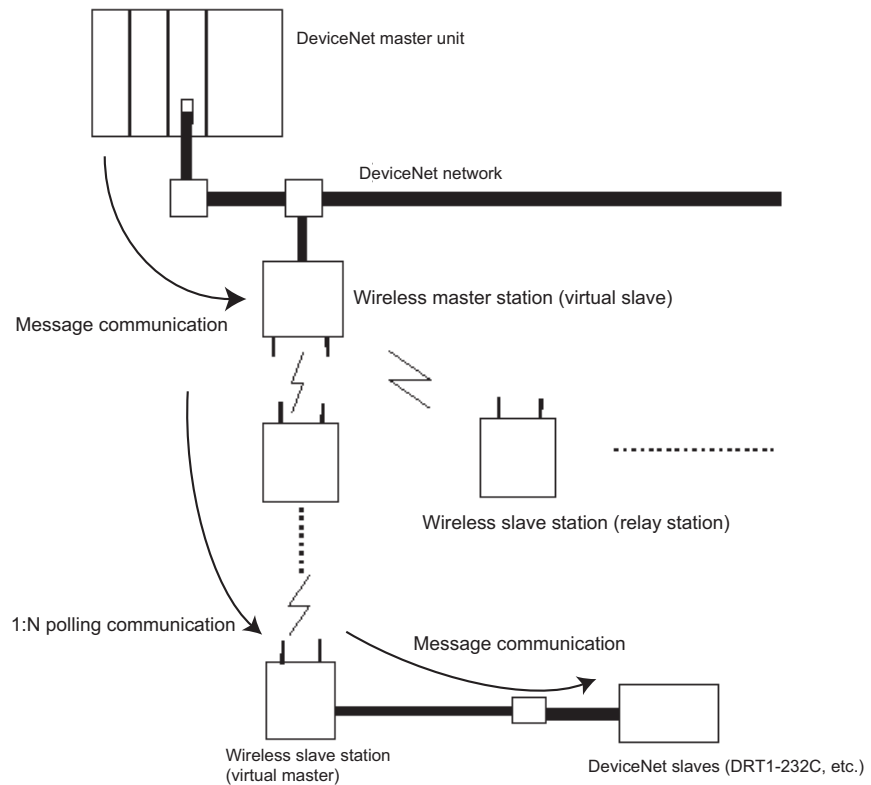 DeviceNet master unit
DeviceNet network
Wireless master station (virtual slave)
Message communication
Wireless slave station (relay station)
1:N polling communication
Message communication
Wireless slave station
(virtual master)
DeviceNet slaves (DRT1-232C, etc.)